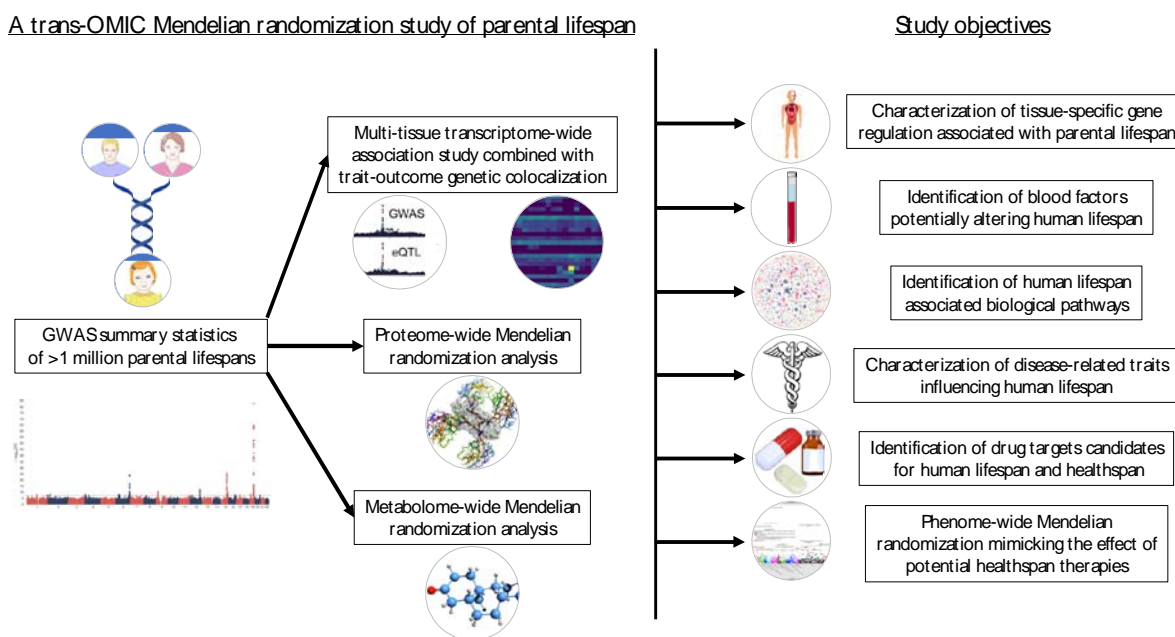 A trans-OMIC Mendelian randomization study of parental lifespan
Study objectives
Multi-tissue transcriptome-wide
association study combined with
trait-outcome genetic colocalization
GWAS
eQTL
GWAS summary statistics
of >1 million parental lifespans
Proteome-wide Mendelian
randomization analysis
Metabolome-wide Mendelian
randomization analysis
Characterization of tissue-specific gene
regulation associated with parental lifespan
Identification of blood factors
potentially altering human lifespan
Identification of human lifespan
associated biological pathways
Characterization of disease-related traits
influencing human lifespan
Identification of drug targets candidates
for human lifespan and healthspan
Phenome-wide Mendelian
randomization mimicking the effect of
potential healthspan therapies